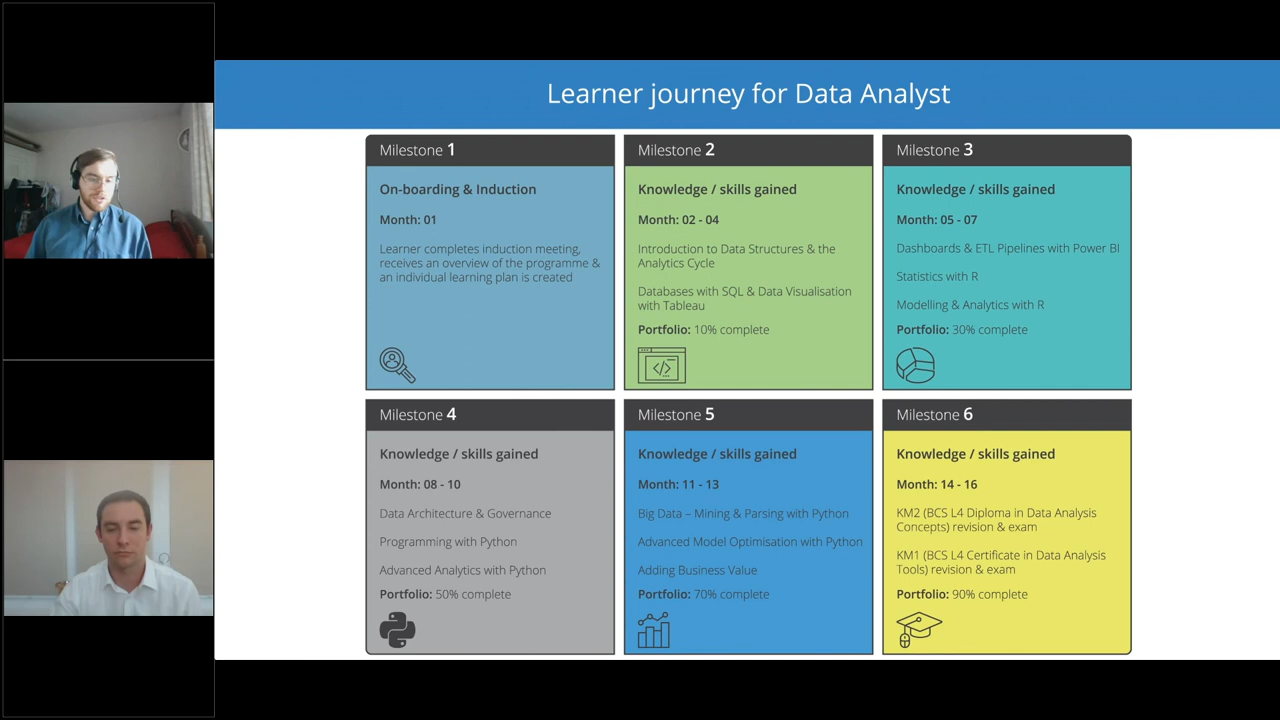 Learner journey for Data Analyst
Milestone 1
On-boarding & Induction
Month: 01
Learner completes induction meeting,
receives an overview of the programme &
an individual learning plan is created
Milestone 2
Knowledge / skills gained
Month: 02 - 04
Introduction to Data Structures & the
Analytics Cycle
Databases with SQL & Data Visualisation
with Tableau
Portfolio: 10% complete
Milestone 3
Knowledge / skills gained
Month: 05 - 07
Dashboards & ETL Pipelines with Power BI
Statistics with R
Modelling & Analytics with R
Portfolio: 30% complete
Milestone 4
Knowledge / skills gained
Month: 08 - 10
Data Architecture & Governance
Programming with Python
Advanced Analytics with Python
Portfolio: 50% complete
Milestone 5
Knowledge / skills gained
Month: 11 - 13
Big Data – Mining & Parsing with Python
Advanced Model Optimisation with Python
Adding Business Value
Portfolio: 70% complete
Milestone 6
Knowledge / skills gained
Month: 14 - 16
KM2 (BCS L4 Diploma in Data Analysis
Concepts) revision & exam
KM1 (BCS L4 Certificate in Data Analysis
Tools) revision & exam
Portfolio: 90% complete